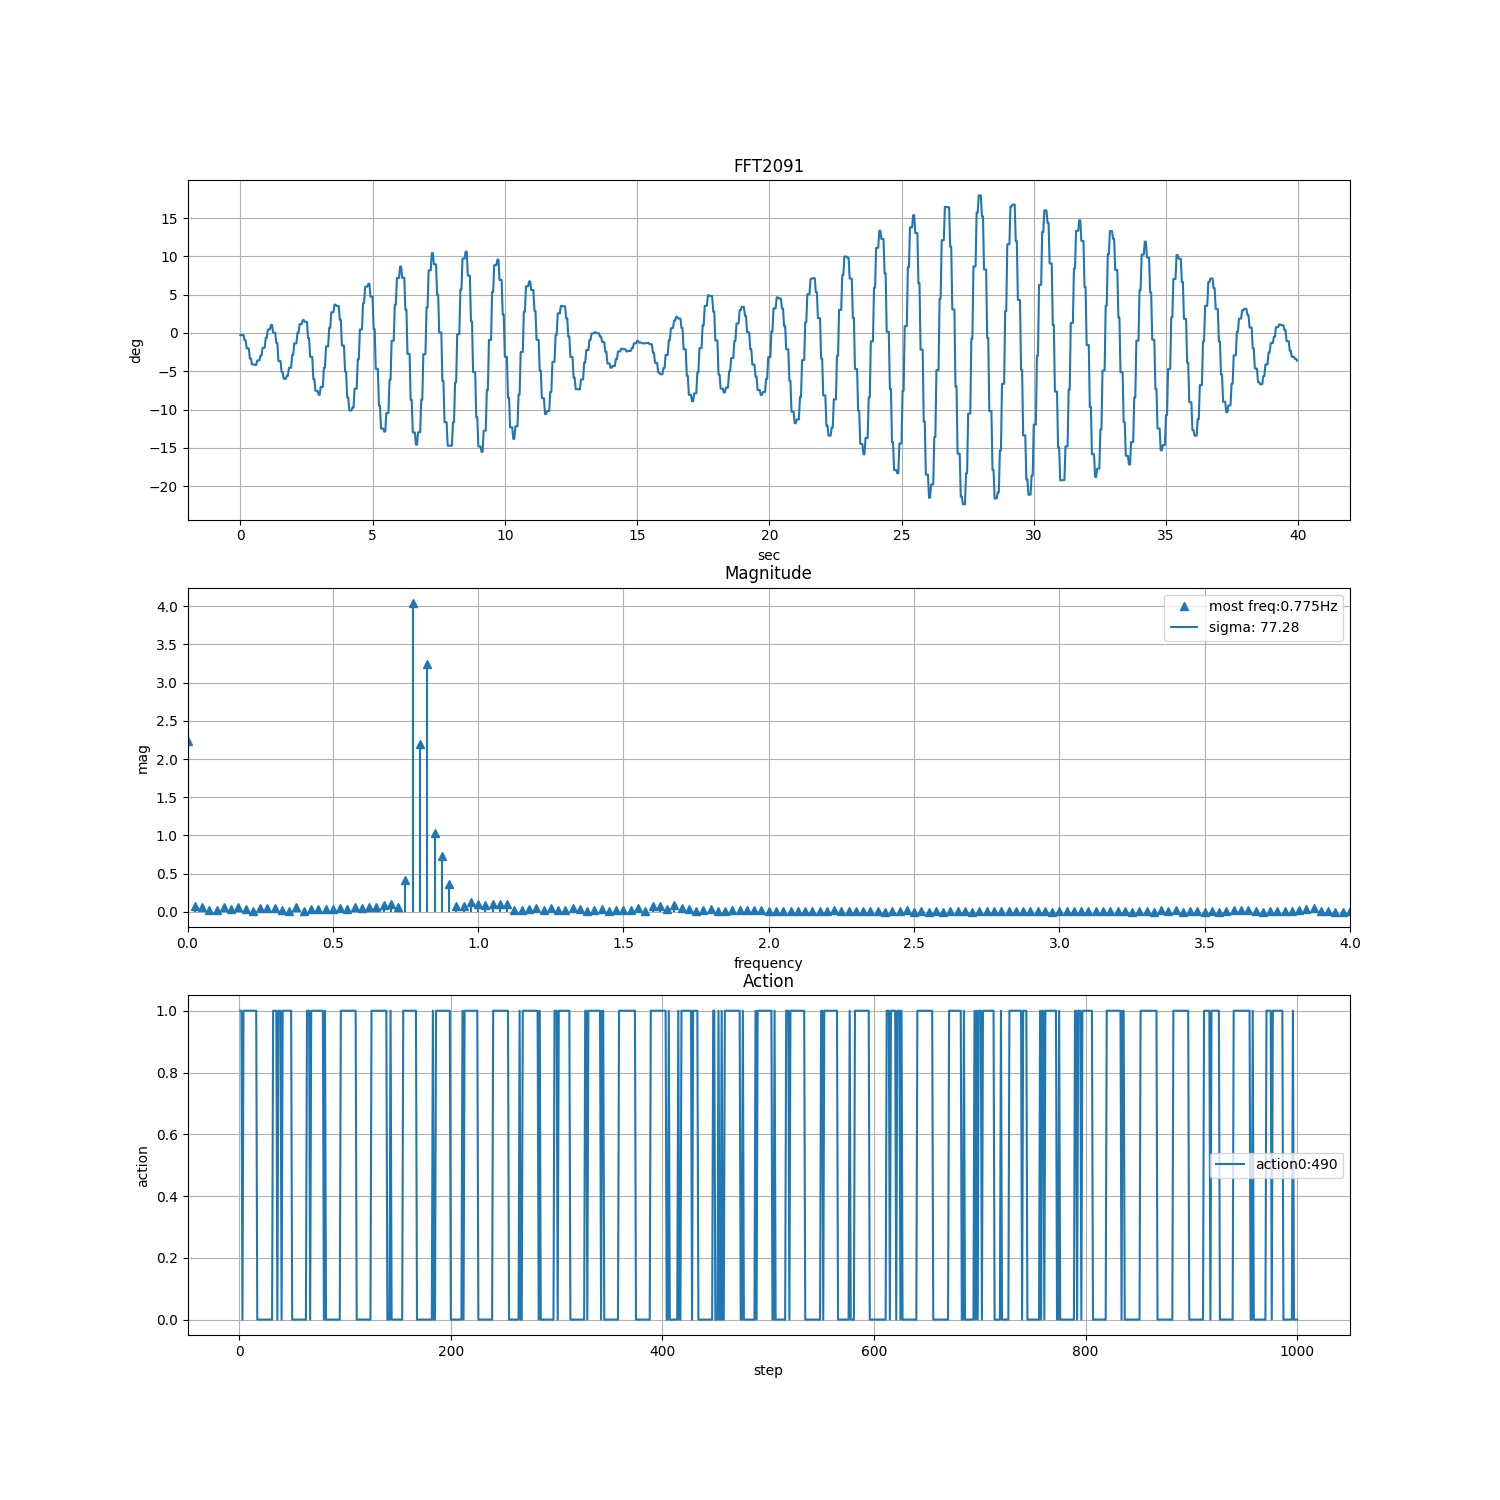 FFT2091
15
10
5
0
−5
−10
−15
−20
deg
0 5 10 15 20 25 30 35 40
sec
Magnitude
4.0
3.5
3.0
2.5
2.0
1.5
1.0
0.5
0.0
mag
most freq:0.775Hz
sigma: 77.28
0.0 0.5 1.0 1.5 2.0 2.5 3.0 3.5 4.0
frequency
Action
1.0
0.8
0.6
0.4
0.2
0.0
action
action0:490
0 200 400 600 800 1000
step